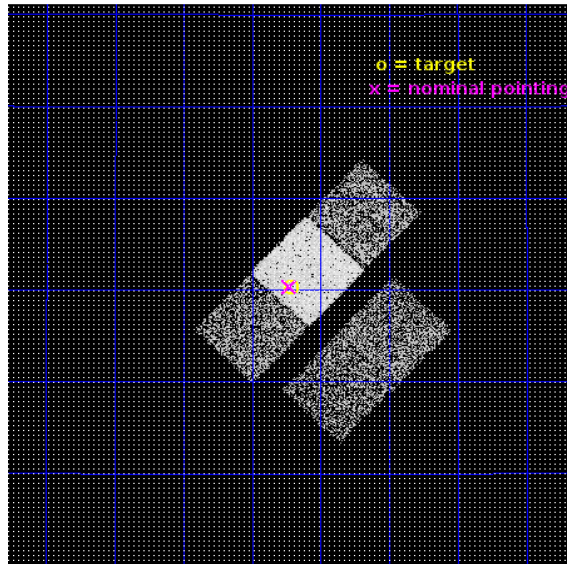 o = target
x = nominal pointing